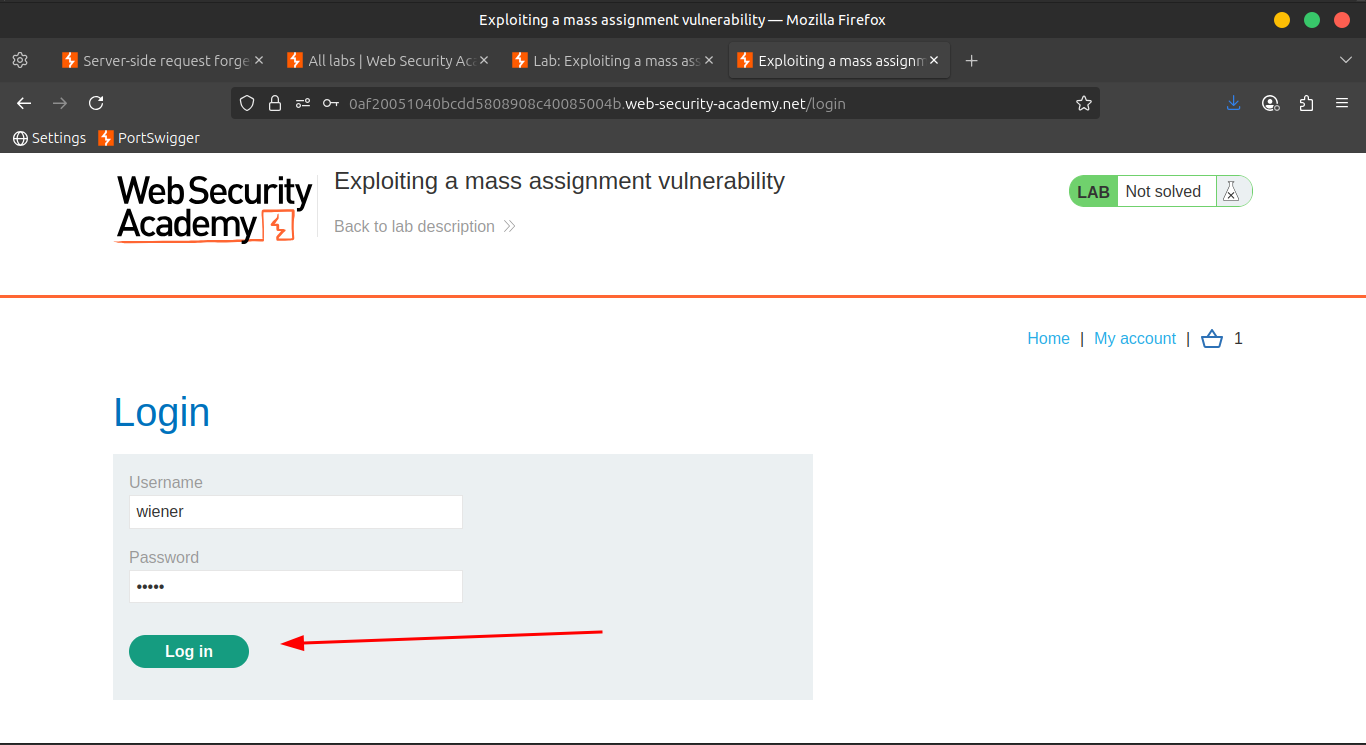 Exploiting a mass assignment vulnerability — Mozilla Firefox
Server-side request forge
All labs | Web Security Ac
Lab: Exploiting a mass ass
Exploiting a mass assignm
0af20051040bcdd5808908c40085004b.web-security-academy.net/login
Settings PortSwigger
Web Security
Academy
Exploiting a mass assignment vulnerability
Back to lab description
LAB Not solved
Home | My account | 1
Login
Username
wiener
Password
•••••
Log in